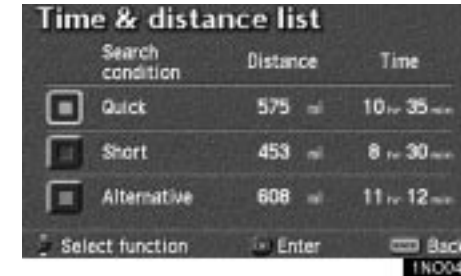 Time & distance list
Search condition Distance Time
Quick 575 mi 10 hr 35 min
Short 453 mi 8 hr 30 min
Alternative 608 mi 11 hr 12 min
Select function Enter Back
1NO04